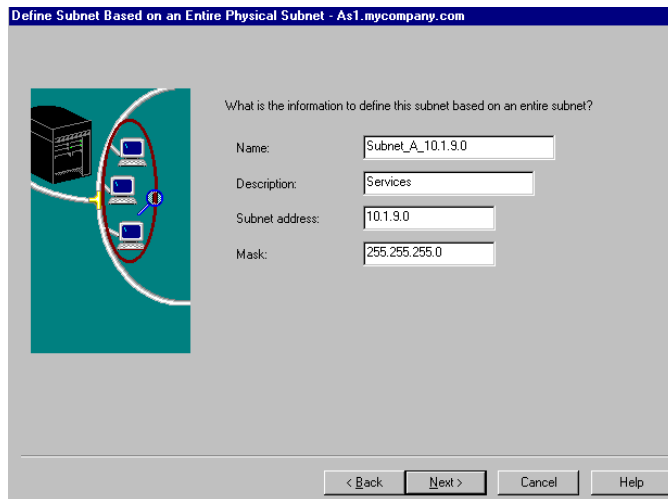 Define Subnet Based on an Entire Physical Subnet - As1.mycompany.com
What is the information to define this subnet based on an entire subnet?
Name: Subnet_A_10.1.9.0
Description: Services
Subnet address: 10.1.9.0
Mask: 255.255.255.0
< Back Next > Cancel Help